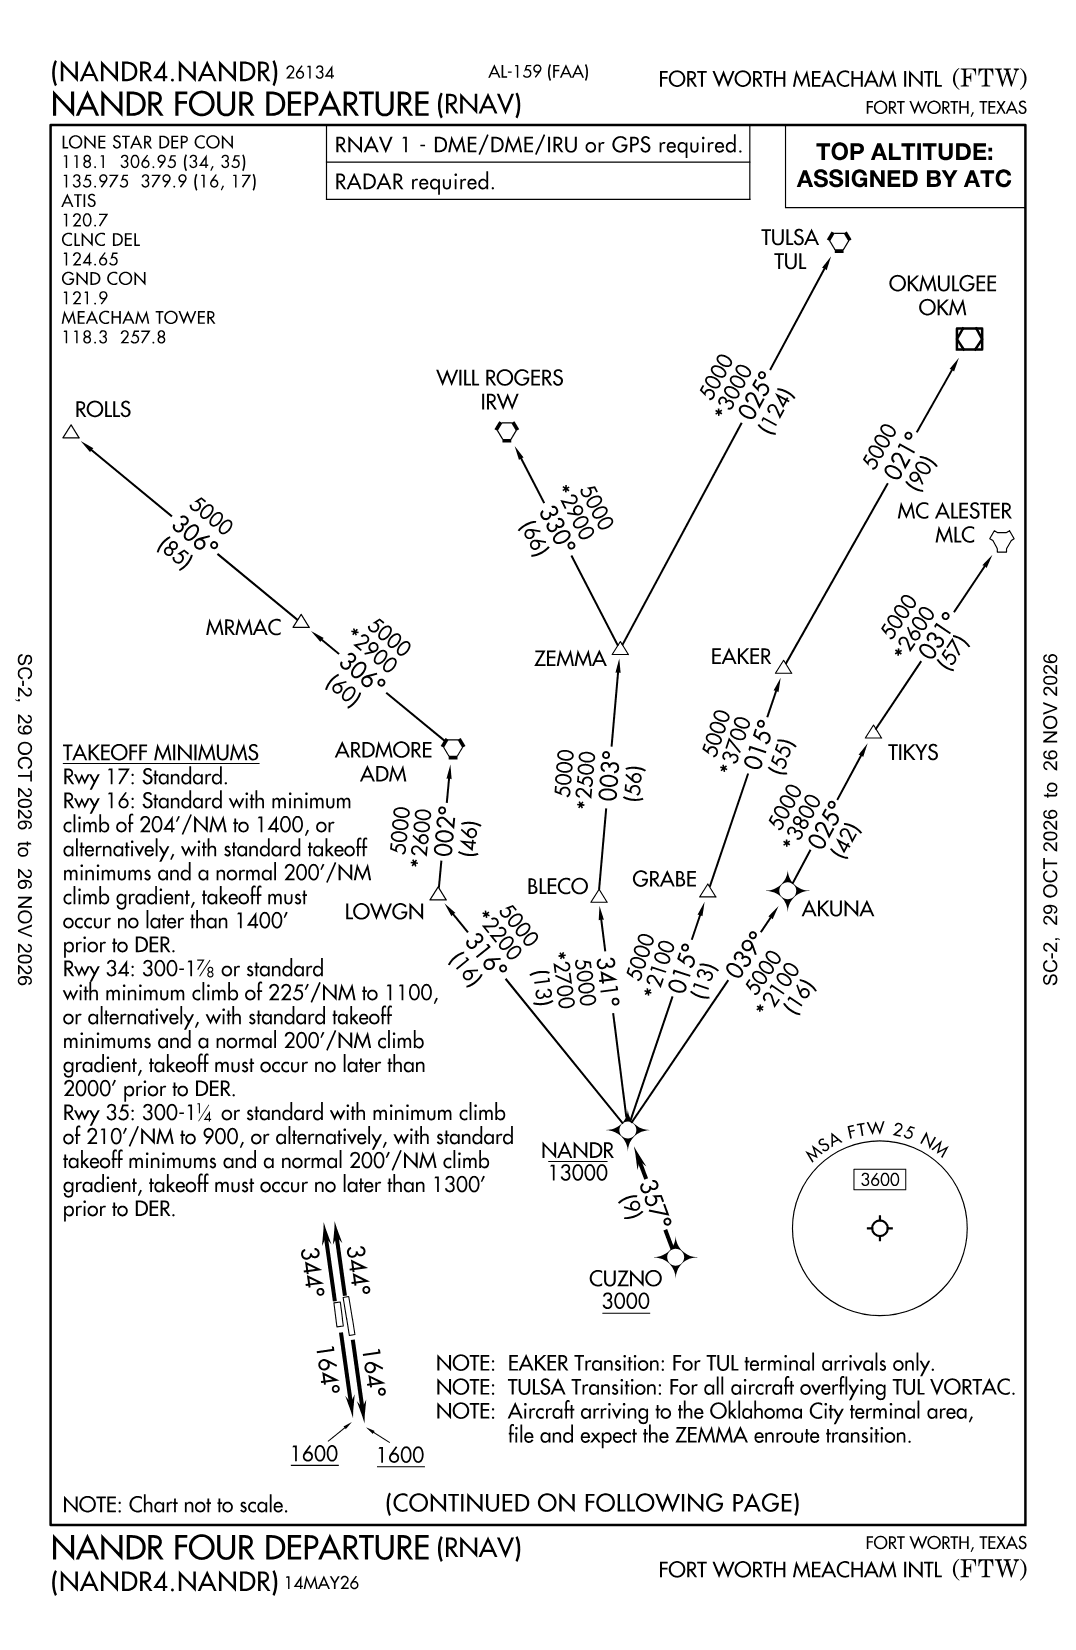 (NANDR4.NANDR) 26134
AL-159 (FAA)
FORT WORTH MEACHAM INTL (FTW)
NANDR FOUR DEPARTURE (RNAV)
FORT WORTH, TEXAS
LONE STAR DEP CON
118.1 306.95 (34, 35)
135.975 379.9 (16, 17)
ATIS
120.7
CLNC DEL
124.65
GND CON
121.9
MEACHAM TOWER
118.3 257.8
RNAV 1 - DME/DME/IRU or GPS required.
RADAR required.
TOP ALTITUDE:
ASSIGNED BY ATC
TULSA
TUL
OKMULGEE
OKM
5000
*3000
025°
(124)
WILL ROGERS
IRW
ROLLS
5000
021°
(90)
5000
*2900
330°
(66)
MC ALESTER
MLC
5000
306°
(85)
5000
*2600
031°
(57)
MRMAC
5000
*2900
306°
(60)
ZEMMA
EAKER
ARDMORE
ADM
TIKYS
5000
*3700
015°
(55)
5000
*2500
003°
(56)
5000
*3800
025°
(42)
5000
*2600
002°
(46)
LOWGN
BLECO
GRABE
AKUNA
5000
*2200
316°
(16)
341°
5000
*2700
(13)
5000
*2100
015°
(13)
039°
5000
*2100
(16)
TAKEOFF MINIMUMS
Rwy 17: Standard.
Rwy 16: Standard with minimum
climb of 204'/NM to 1400, or
alternatively, with standard takeoff
minimums and a normal 200'/NM
climb gradient, takeoff must
occur no later than 1400'
prior to DER.
Rwy 34: 300-1⅞ or standard
with minimum climb of 225'/NM to 1100,
or alternatively, with standard takeoff
minimums and a normal 200'/NM climb
gradient, takeoff must occur no later than
2000' prior to DER.
Rwy 35: 300-1¼ or standard with minimum climb
of 210'/NM to 900, or alternatively, with standard
takeoff minimums and a normal 200'/NM climb
gradient, takeoff must occur no later than 1300'
prior to DER.
NANDR
13000
357°
(9)
CUZNO
3000
MSA FTW 25 NM
3600
344°
344°
164°
164°
1600
1600
NOTE: EAKER Transition: For TUL terminal arrivals only.
NOTE: TULSA Transition: For all aircraft overflying TUL VORTAC.
NOTE: Aircraft arriving to the Oklahoma City terminal area,
file and expect the ZEMMA enroute transition.
NOTE: Chart not to scale.
(CONTINUED ON FOLLOWING PAGE)
SC-2, 29 OCT 2026 to 26 NOV 2026
SC-2, 29 OCT 2026 to 26 NOV 2026
NANDR FOUR DEPARTURE (RNAV)
FORT WORTH, TEXAS
(NANDR4.NANDR) 14MAY26
FORT WORTH MEACHAM INTL (FTW)